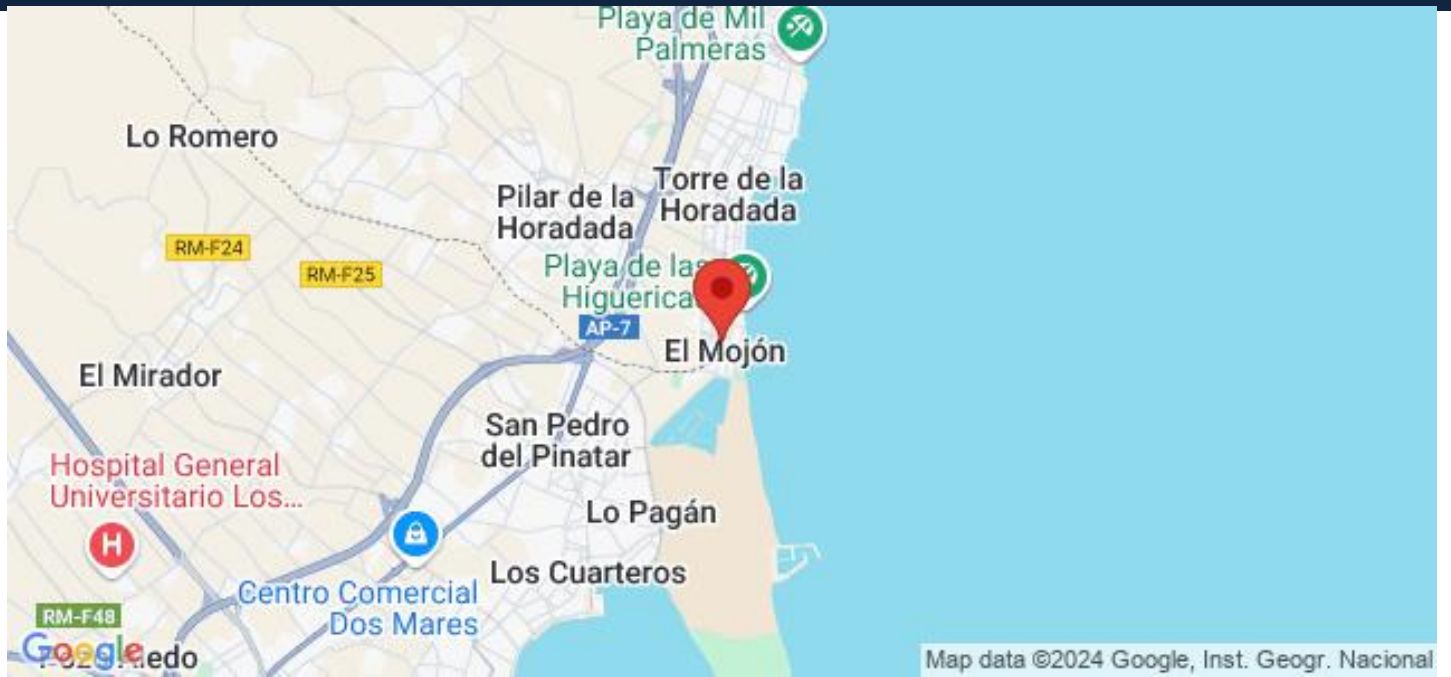 Playa de Mil
Palmeras
Lo Romero
Torre de la
Horadada
Pilar de la
Horadada
RM-F24
RM-F25
Playa de las
Higuerica
AP-7
El Mojón
El Mirador
San Pedro
del Pinatar
Hospital General
Universitario Los...
H
Lo Pagán
Los Cuarteros
Centro Comercial
Dos Mares
RM-F48
Google
Map data ©2024 Google, Inst. Geogr. Nacional